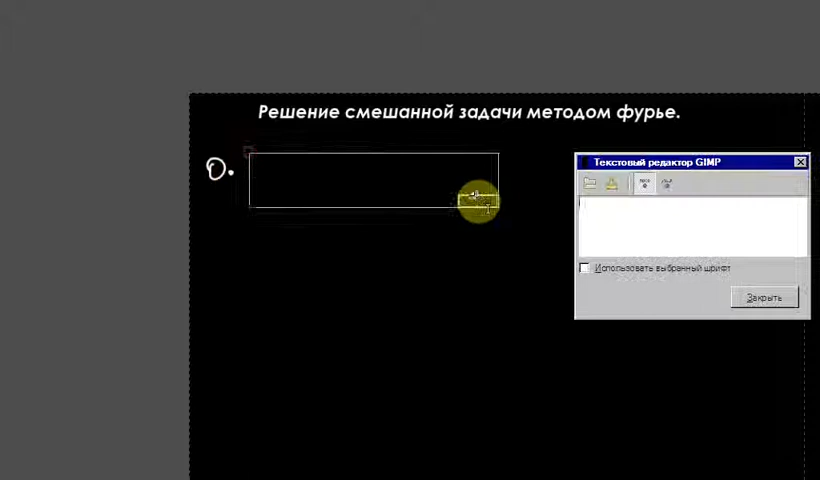 Решение смешанной задачи методом фурье.
0.
Текстовый редактор GIMP
Использовать выбранный шрифт
Закрыть